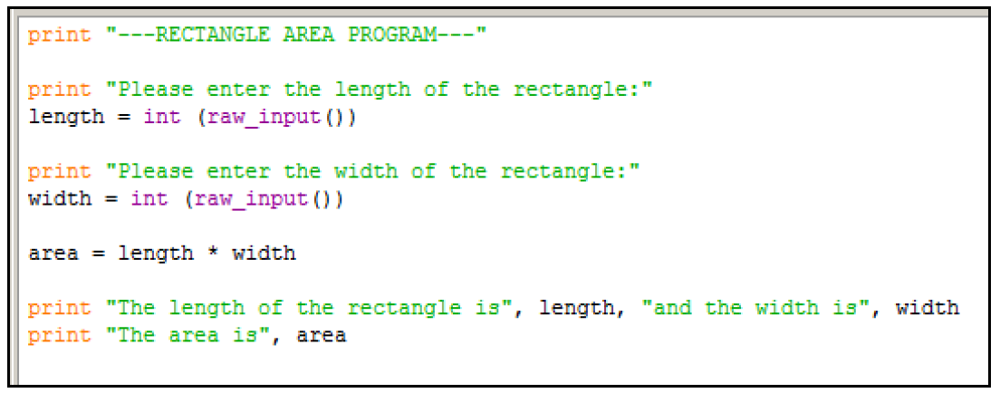 print "---RECTANGLE AREA PROGRAM---"
print "Please enter the length of the rectangle:"
length = int (raw_input())
print "Please enter the width of the rectangle:"
width = int (raw_input())
area = length * width
print "The length of the rectangle is", length, "and the width is", width
print "The area is", area